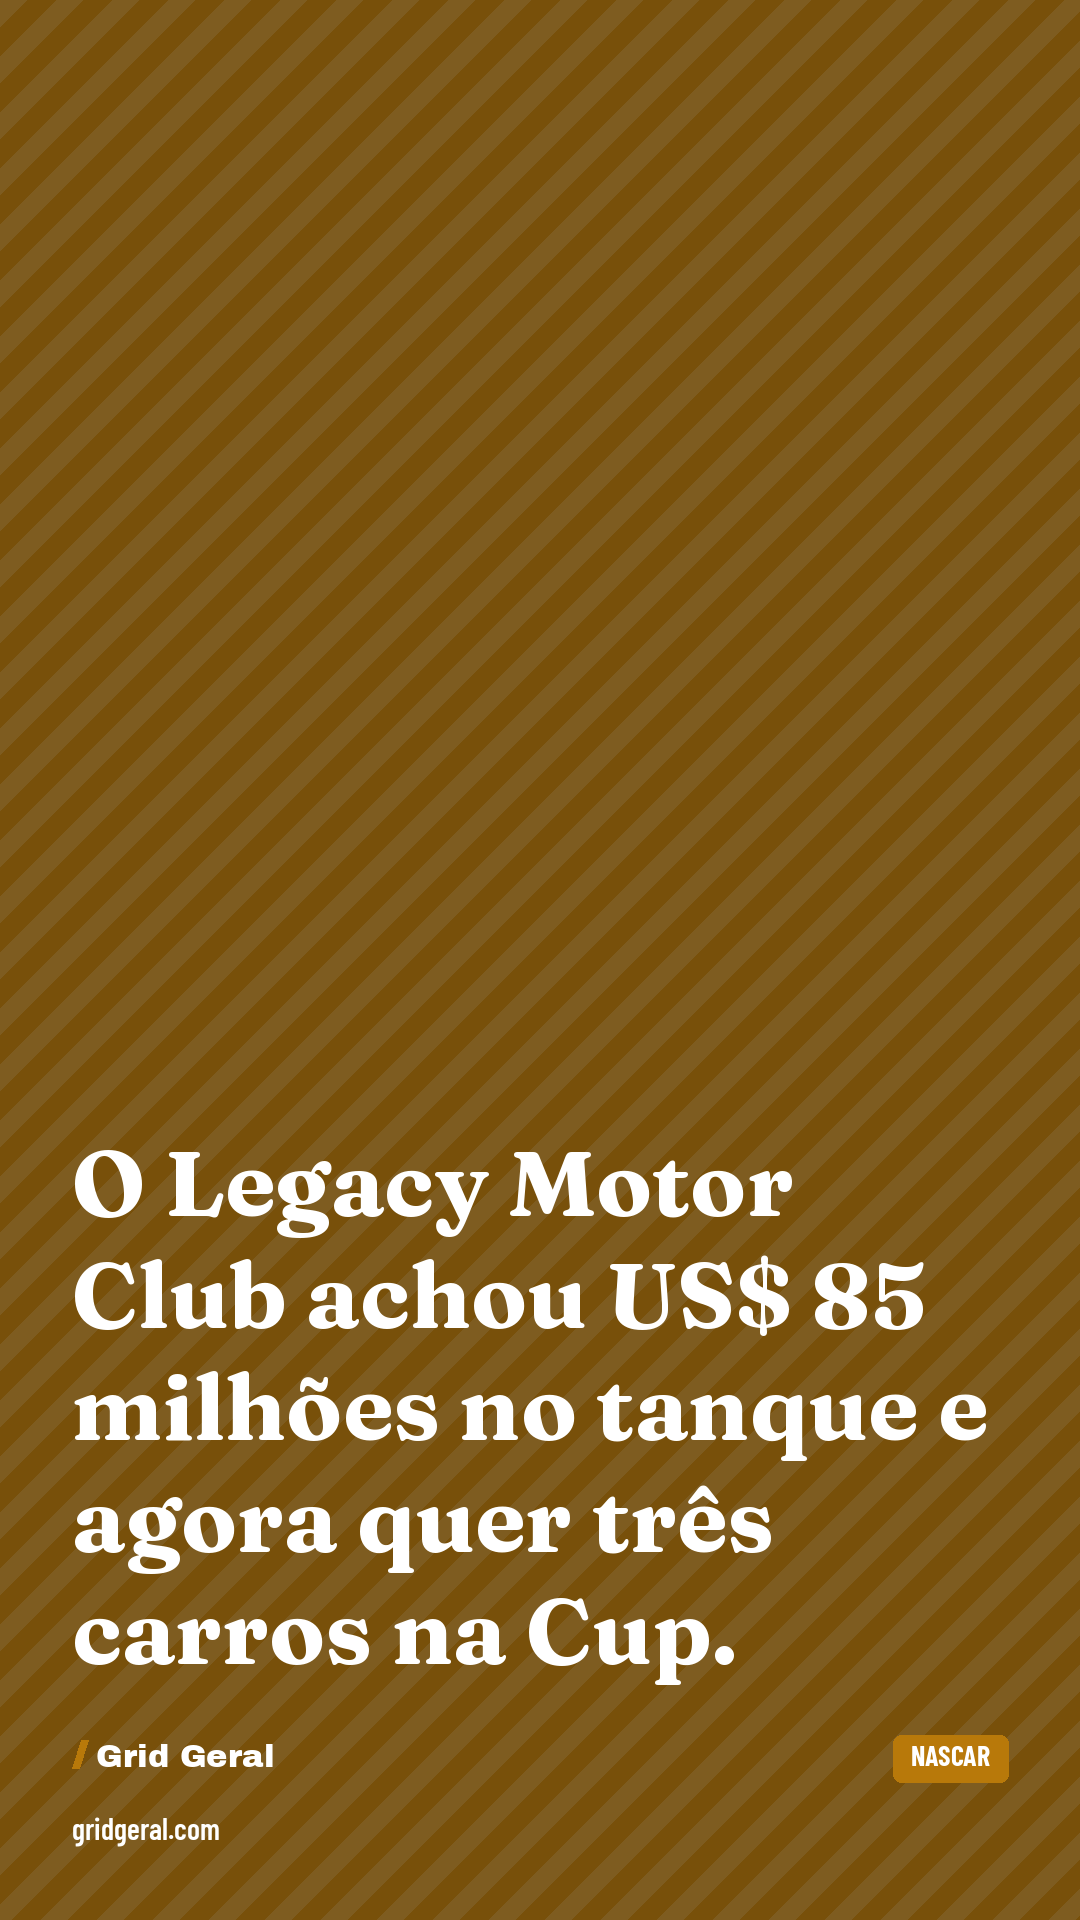 O Legacy Motor
Club achou US$ 85
milhões no tanque e
agora quer três
carros na Cup.
/ Grid Geral
NASCAR
gridgeral.com